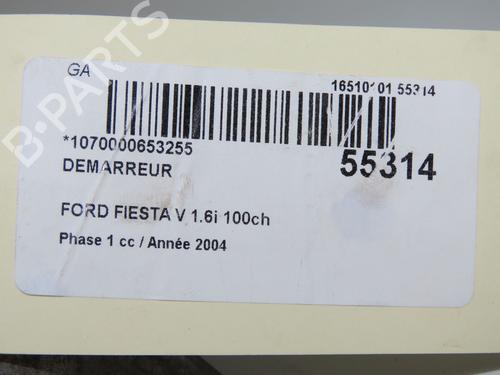 GA
16510101 55314
*1070000653255
55314
DEMARREUR
FORD FIESTA V 1.6i 100ch
Phase 1 cc / Année 2004
B-PARTS